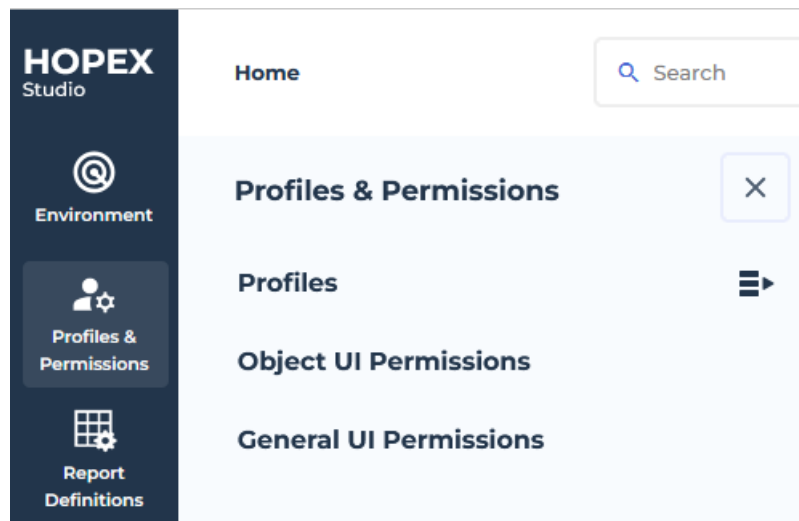 HOPEX
Studio
Home
Search
Environment
Profiles & Permissions
Profiles
Profiles &
Permissions
Object UI Permissions
General UI Permissions
Report
Definitions